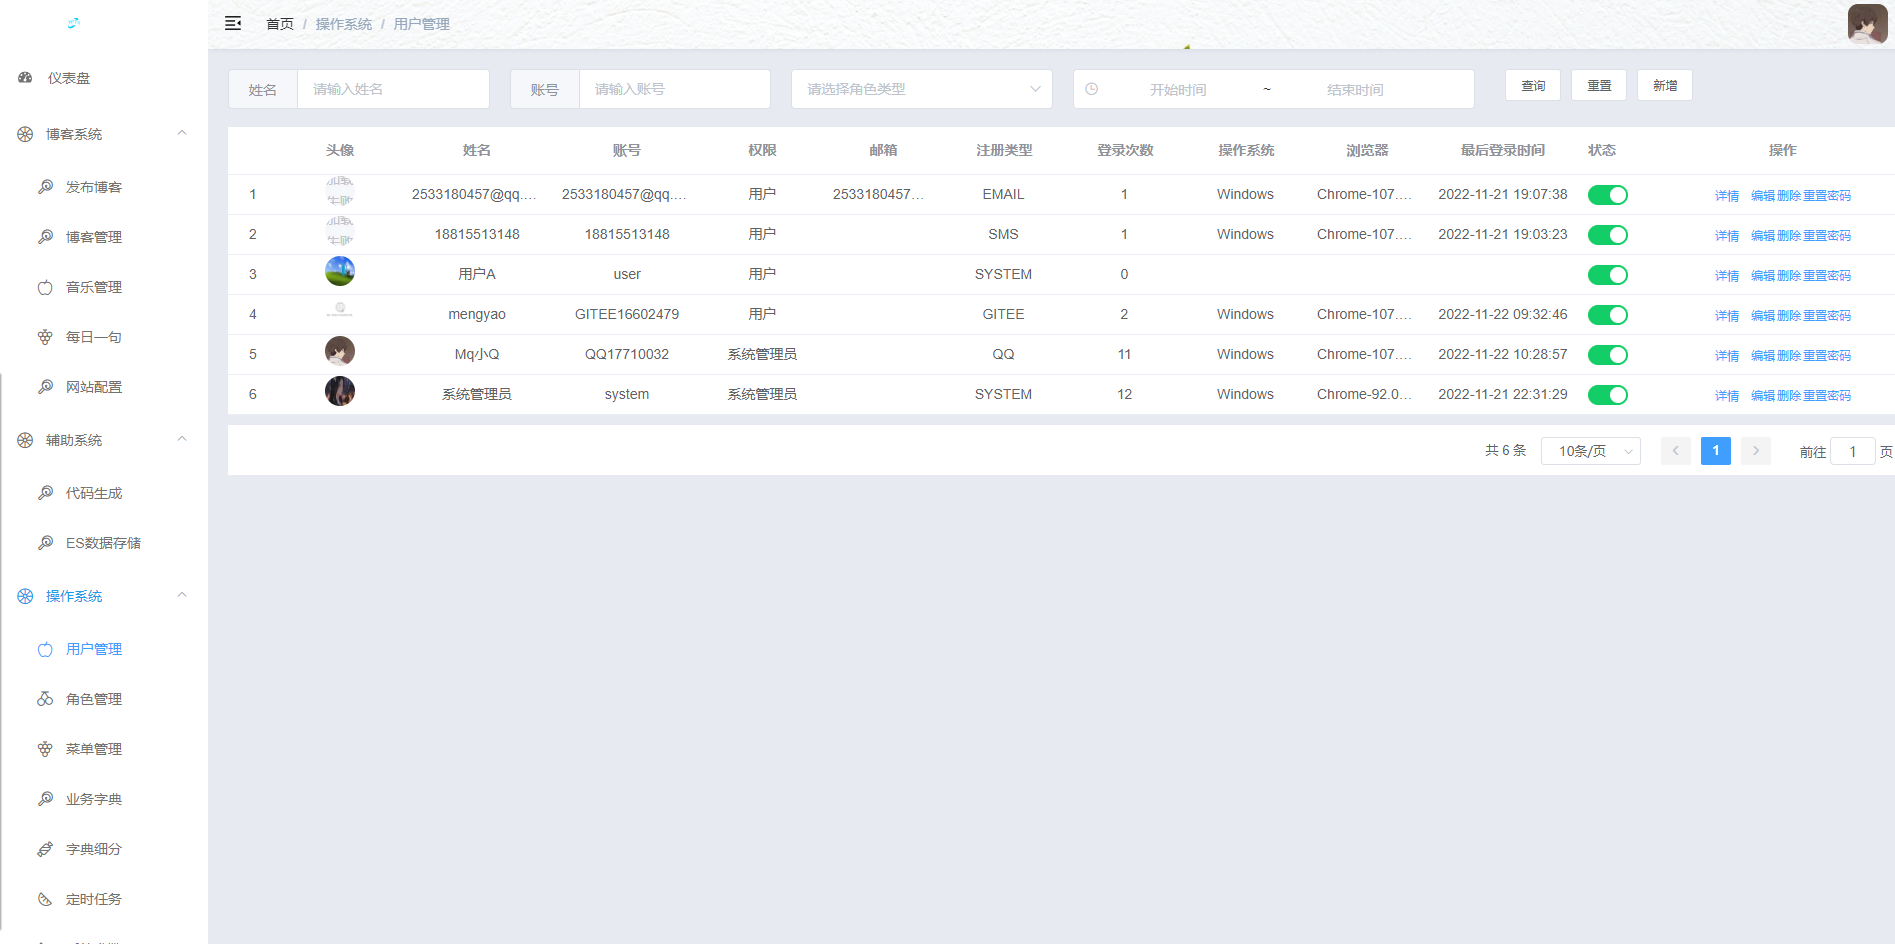 首页 / 操作系统 / 用户管理
仪表盘
博客系统
发布博客
博客管理
音乐管理
每日一句
网站配置
辅助系统
代码生成
ES数据存储
操作系统
用户管理
角色管理
菜单管理
业务字典
字典细分
定时任务
姓名 请输入姓名 账号 请输入账号 请选择角色类型 开始时间 ~ 结束时间 查询 重置 新增
头像 姓名 账号 权限 邮箱 注册类型 登录次数 操作系统 浏览器 最后登录时间 状态 操作
1 2533180457@qq.… 2533180457@qq.… 用户 2533180457… EMAIL 1 Windows Chrome-107.… 2022-11-21 19:07:38 详情 编辑 删除 重置密码
2 18815513148 18815513148 用户 SMS 1 Windows Chrome-107.… 2022-11-21 19:03:23 详情 编辑 删除 重置密码
3 用户A user 用户 SYSTEM 0 详情 编辑 删除 重置密码
4 mengyao GITEE16602479 用户 GITEE 2 Windows Chrome-107.… 2022-11-22 09:32:46 详情 编辑 删除 重置密码
5 Mq小Q QQ17710032 系统管理员 QQ 11 Windows Chrome-107.… 2022-11-22 10:28:57 详情 编辑 删除 重置密码
6 系统管理员 system 系统管理员 SYSTEM 12 Windows Chrome-92.0… 2022-11-21 22:31:29 详情 编辑 删除 重置密码
共 6 条 10条/页 1 前往 1 页